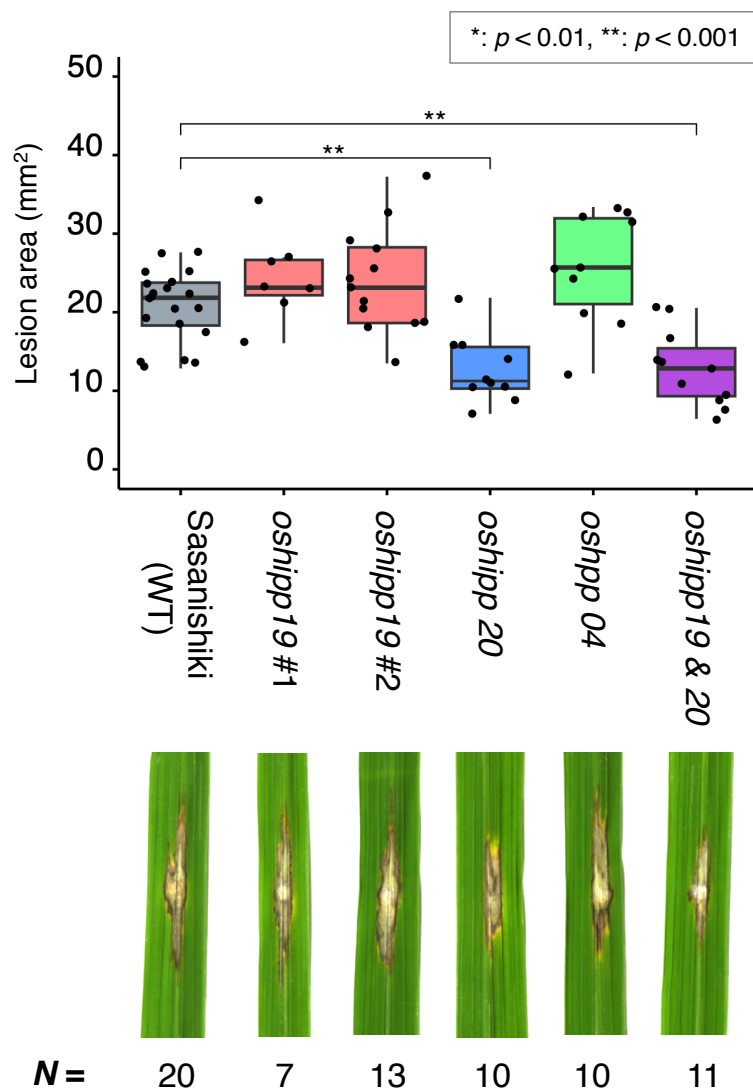 *: p < 0.01, **: p < 0.001
50
40
30
20
10
0
Lesion area (mm²)
**
**
Sasanishiki
(WT)
oshipp19 #1
oshipp19 #2
oshipp 20
oshpp 04
oshipp19 & 20
N = 20 7 13 10 10 11